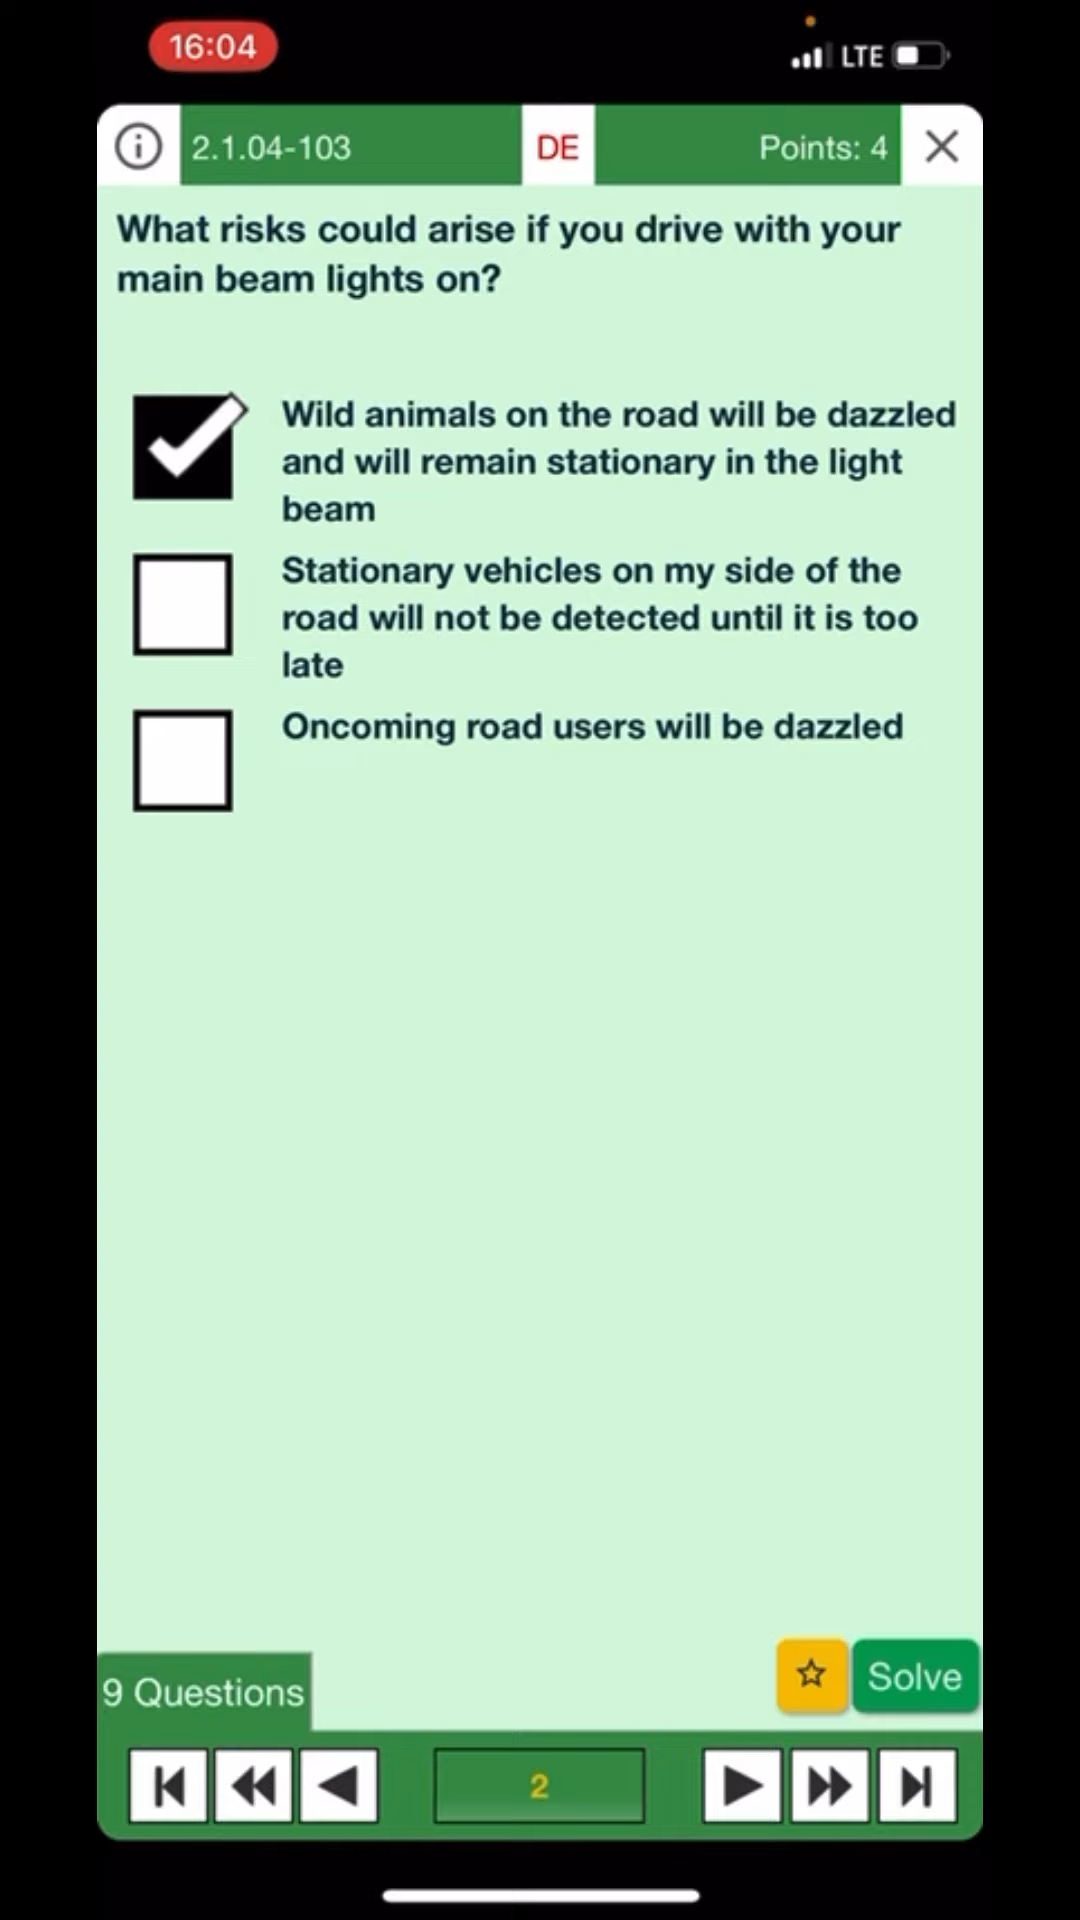 16:04
LTE
2.1.04-103
DE
Points: 4
What risks could arise if you drive with your
main beam lights on?
Wild animals on the road will be dazzled
and will remain stationary in the light
beam
Stationary vehicles on my side of the
road will not be detected until it is too
late
Oncoming road users will be dazzled
9 Questions
Solve
2